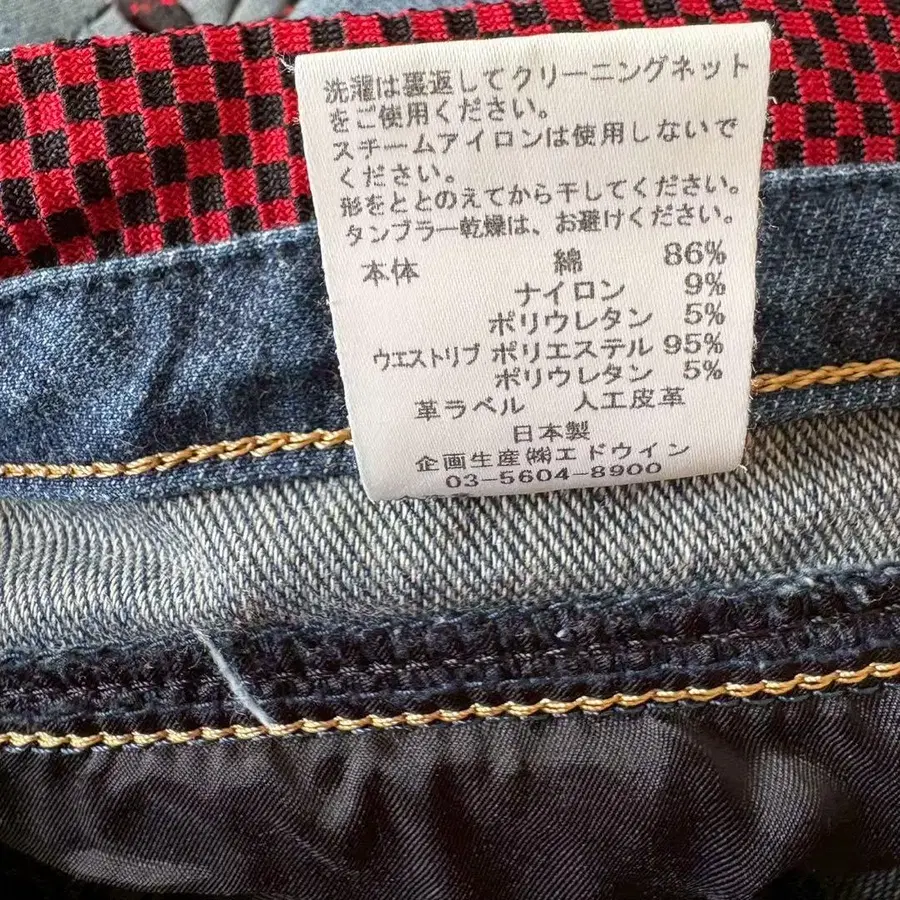 洗濯は裏返してクリーニングネット
をご使用ください。
スチームアイロンは使用しないで
ください。
形をととのえてから干してください。
タンブラー乾燥は、お避けください。
本体 綿 86%
ナイロン 9%
ポリウレタン 5%
ウエストリブ ポリエステル 95%
ポリウレタン 5%
革ラベル 人工皮革
日本製
企画生産㈱エドウイン
03-5604-8900